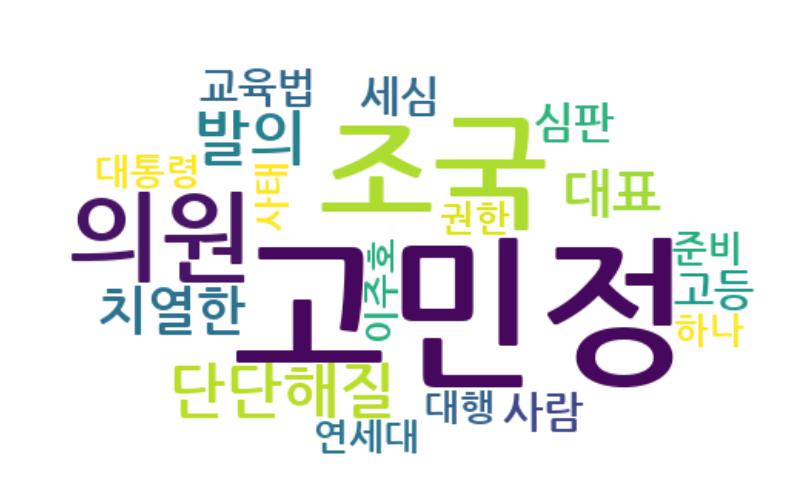 교육법
세심
발의
조국
심판
대통령
사태
대표
의원
권한
고민정
이주호
준비
고등
치열한
하나
단단해질
대행
사람
연세대